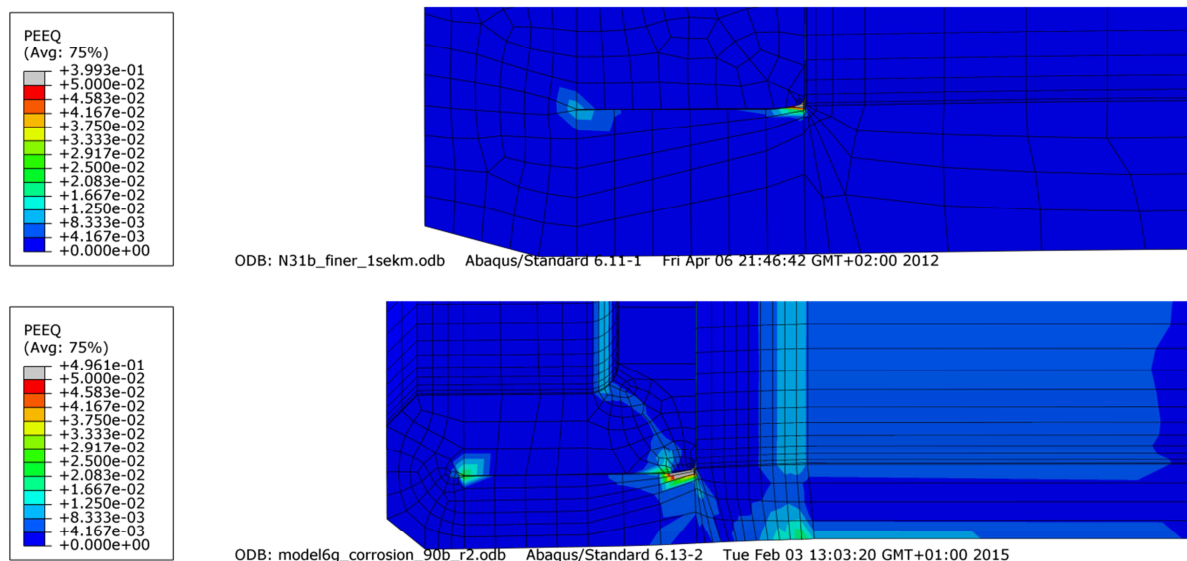 PEEQ
(Avg: 75%)
+3.993e-01
+5.000e-02
+4.583e-02
+4.167e-02
+3.750e-02
+3.333e-02
+2.917e-02
+2.500e-02
+2.083e-02
+1.667e-02
+1.250e-02
+8.333e-03
+4.167e-03
+0.000e+00
ODB: N31b_finer_1sekm.odb Abaqus/Standard 6.11-1 Fri Apr 06 21:46:42 GMT+02:00 2012
PEEQ
(Avg: 75%)
+4.961e-01
+5.000e-02
+4.583e-02
+4.167e-02
+3.750e-02
+3.333e-02
+2.917e-02
+2.500e-02
+2.083e-02
+1.667e-02
+1.250e-02
+8.333e-03
+4.167e-03
+0.000e+00
ODB: model6g_corrosion_90b_r2.odb Abaqus/Standard 6.13-2 Tue Feb 03 13:03:20 GMT+01:00 2015